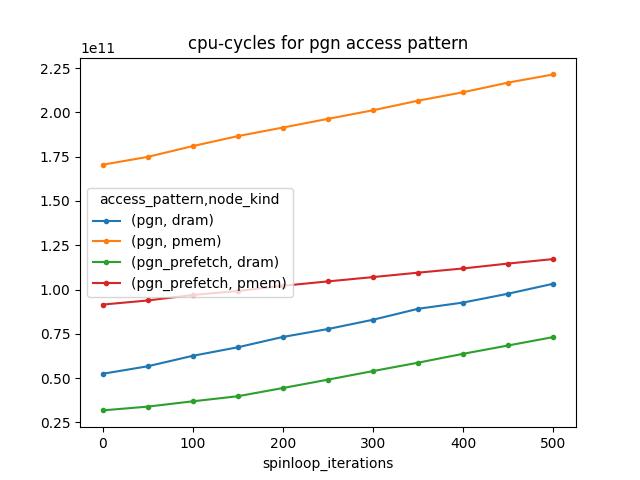 cpu-cycles for pgn access pattern
1e11
2.25
2.00
1.75
1.50
1.25
1.00
0.75
0.50
0.25
access_pattern,node_kind
(pgn, dram)
(pgn, pmem)
(pgn_prefetch, dram)
(pgn_prefetch, pmem)
0 100 200 300 400 500
spinloop_iterations